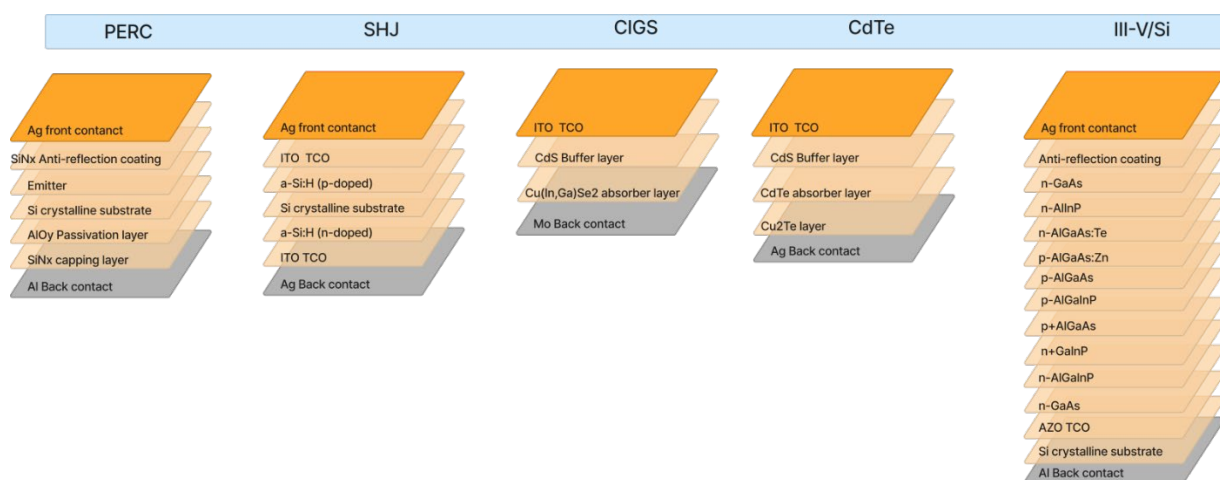 PERC
SHJ
CIGS
CdTe
III-V/Si
Ag front contanct
SiNx Anti-reflection coating
Emitter
Si crystalline substrate
AlOy Passivation layer
SiNx capping layer
Al Back contact
Ag front contanct
ITO TCO
a-Si:H (p-doped)
Si crystalline substrate
a-Si:H (n-doped)
ITO TCO
Ag Back contact
ITO TCO
CdS Buffer layer
Cu(In,Ga)Se2 absorber layer
Mo Back contact
ITO TCO
CdS Buffer layer
CdTe absorber layer
Cu2Te layer
Ag Back contact
Ag front contanct
Anti-reflection coating
n-GaAs
n-AlInP
n-AlGaAs:Te
p-AlGaAs:Zn
p-AlGaAs
p-AlGaInP
p+AlGaAs
n+GaInP
n-AlGaInP
n-GaAs
AZO TCO
Si crystalline substrate
Al Back contact